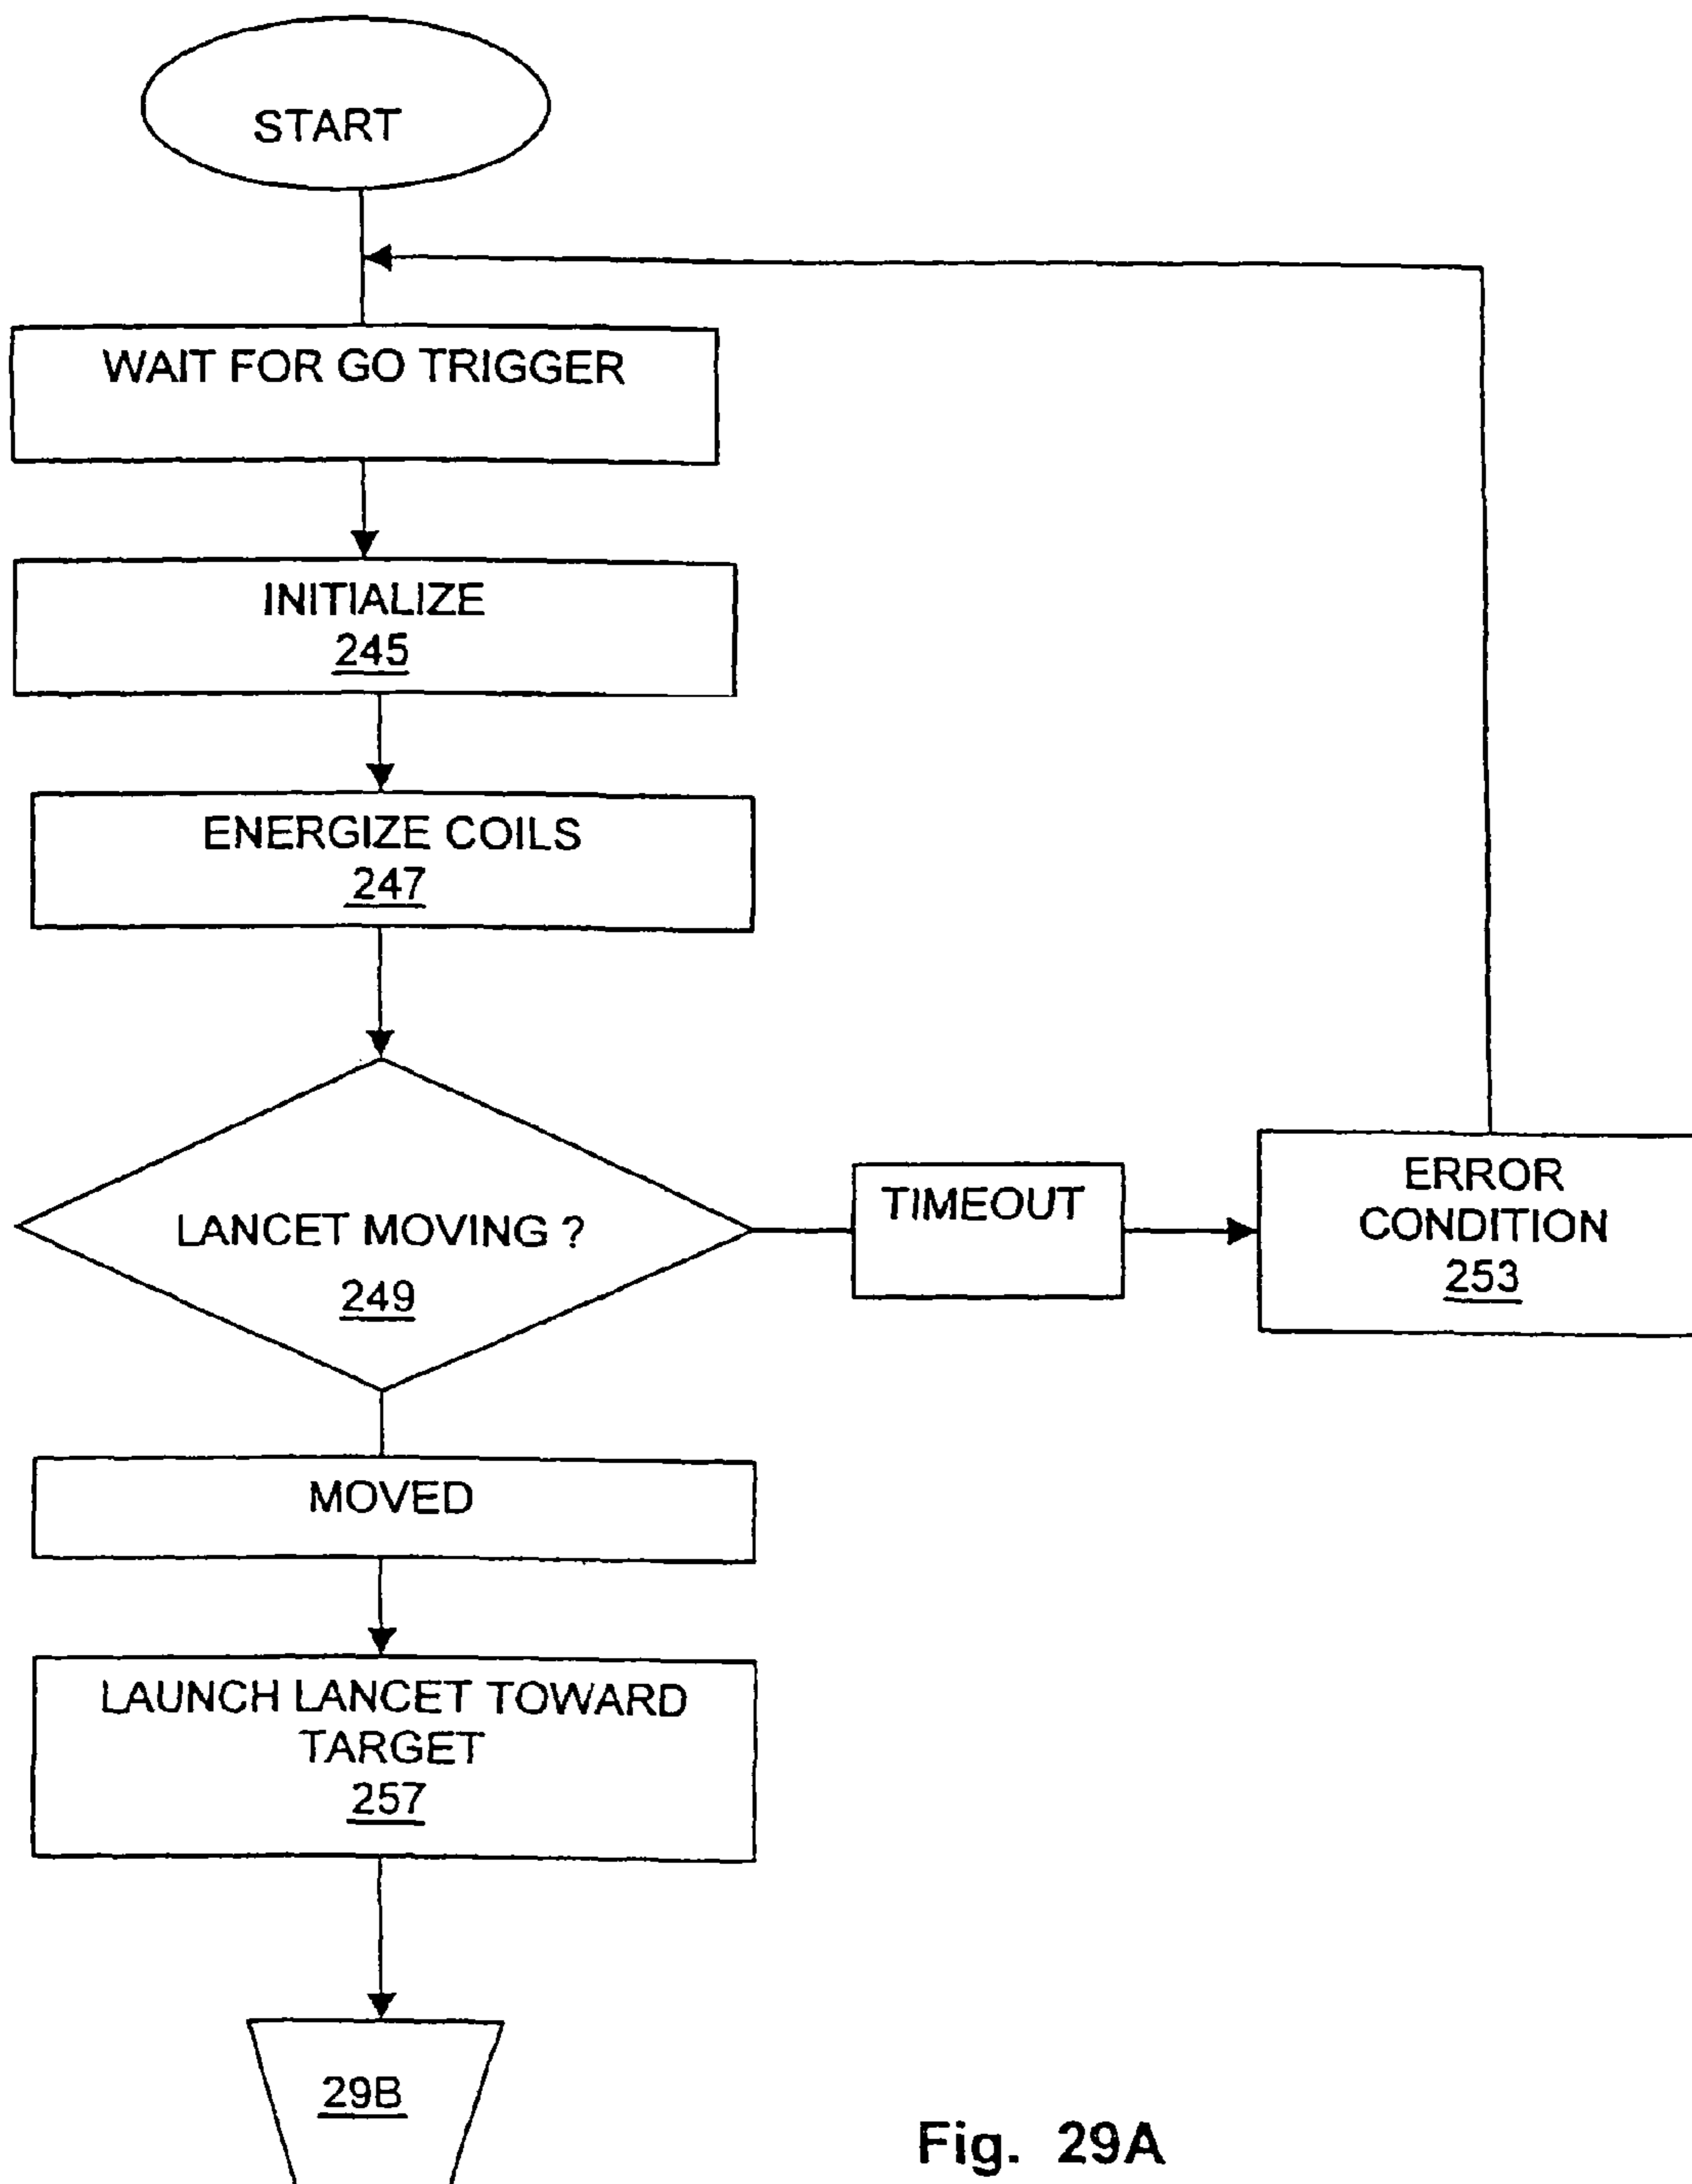 START
WAIT FOR GO TRIGGER
INITIALIZE
245
ENERGIZE COILS
247
LANCET MOVING ?
249
TIMEOUT
ERROR
CONDITION
253
MOVED
LAUNCH LANCET TOWARD
TARGET
257
29B
Fig. 29A